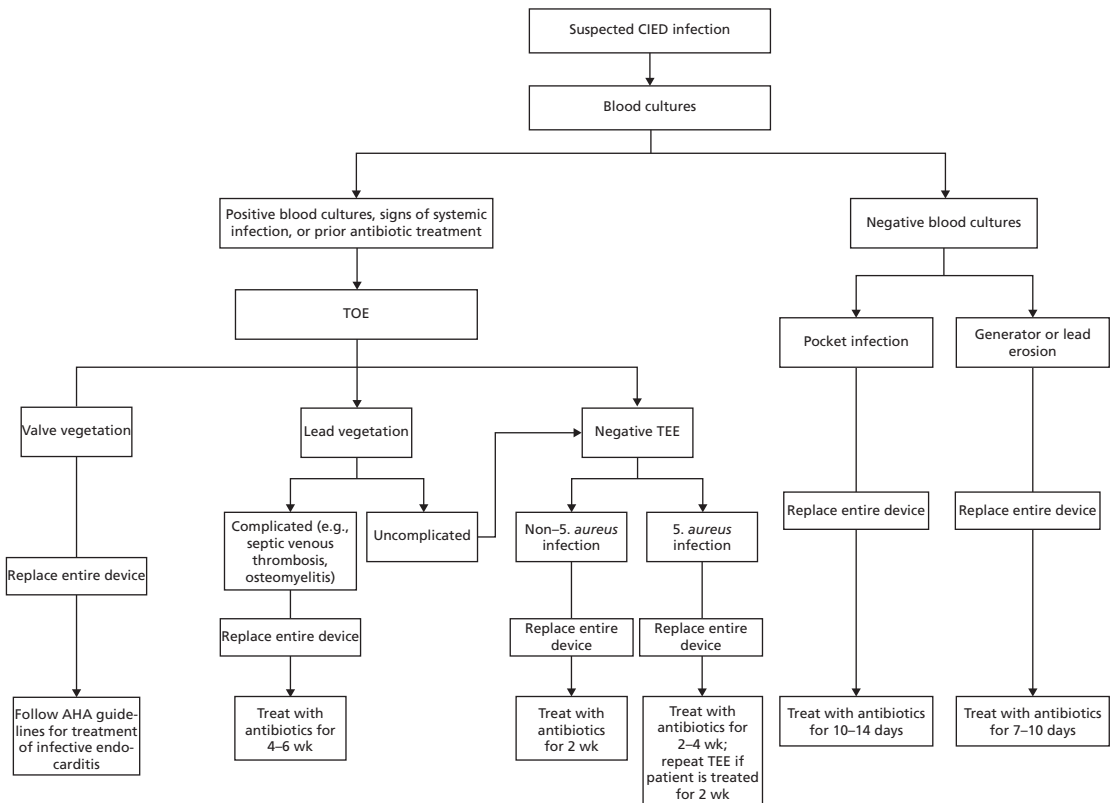 Suspected CIED infection
Blood cultures
Positive blood cultures, signs of systemic
infection, or prior antibiotic treatment
Negative blood cultures
TOE
Pocket infection
Generator or lead
erosion
Valve vegetation
Lead vegetation
Negative TEE
Complicated (e.g.,
septic venous
thrombosis,
osteomyelitis)
Uncomplicated
Non–5. aureus
infection
5. aureus
infection
Replace entire device
Replace entire device
Replace entire device
Replace entire device
Replace entire
device
Replace entire
device
Follow AHA guide-
lines for treatment
of infective endo-
carditis
Treat with
antibiotics for
4–6 wk
Treat with
antibiotics
for 2 wk
Treat with
antibiotics for
2–4 wk;
repeat TEE if
patient is treated
for 2 wk
Treat with antibiotics
for 10–14 days
Treat with antibiotics
for 7–10 days